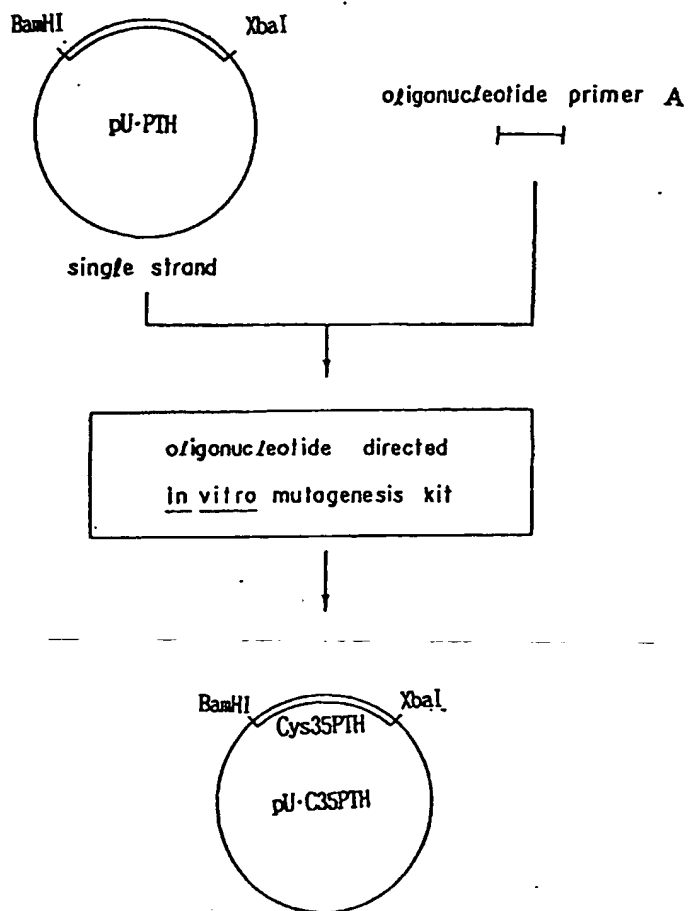 BamHI
XbaI
pU·PTH
oligonucleotide primer A
single strand
oligonucleotide directed
in vitro mutagenesis kit
BamHI
XbaI
Cys35PTH
pU·C35PTH